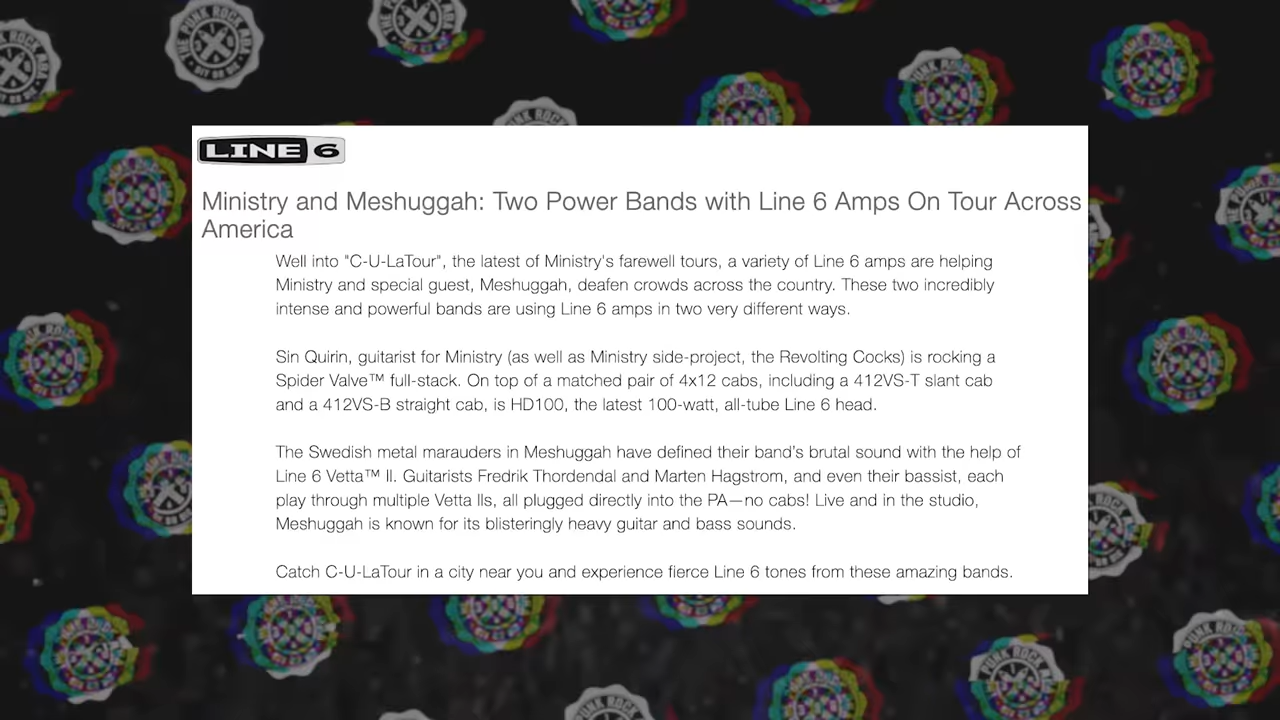 LINE 6
Ministry and Meshuggah: Two Power Bands with Line 6 Amps On Tour Across
America
Well into "C-U-LaTour", the latest of Ministry's farewell tours, a variety of Line 6 amps are helping
Ministry and special guest, Meshuggah, deafen crowds across the country. These two incredibly
intense and powerful bands are using Line 6 amps in two very different ways.
Sin Quirin, guitarist for Ministry (as well as Ministry side-project, the Revolting Cocks) is rocking a
Spider Valve™ full-stack. On top of a matched pair of 4x12 cabs, including a 412VS-T slant cab
and a 412VS-B straight cab, is HD100, the latest 100-watt, all-tube Line 6 head.
The Swedish metal marauders in Meshuggah have defined their band's brutal sound with the help of
Line 6 Vetta™ II. Guitarists Fredrik Thordendal and Marten Hagstrom, and even their bassist, each
play through multiple Vetta IIs, all plugged directly into the PA—no cabs! Live and in the studio,
Meshuggah is known for its blisteringly heavy guitar and bass sounds.
Catch C-U-LaTour in a city near you and experience fierce Line 6 tones from these amazing bands.
THE PUNK ROCK MBA